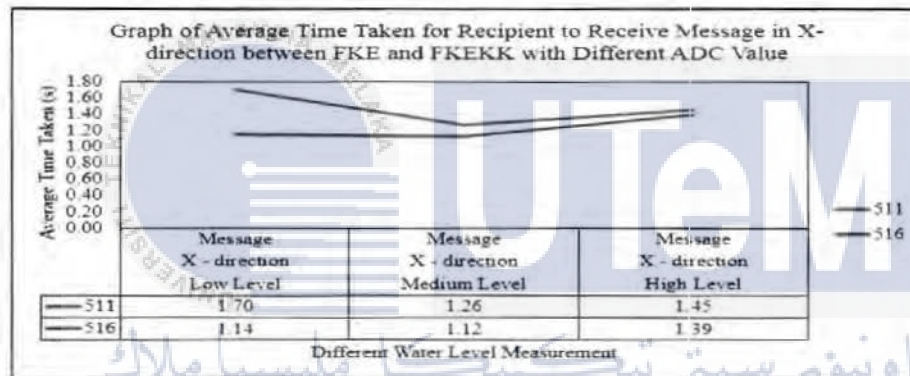 Graph of Average Time Taken for Recipient to Receive Message in X-
direction between FKE and FKEKK with Different ADC Value
Average Time Taken (s)
1.80
1.60
1.40
1.20
1.00
0.80
0.60
0.40
0.20
0.00
Message
X - direction
Low Level
Message
X - direction
Medium Level
Message
X - direction
High Level
511
516
511 1.70 1.26 1.45
516 1.14 1.12 1.39
Different Water Level Measurement
UTeM